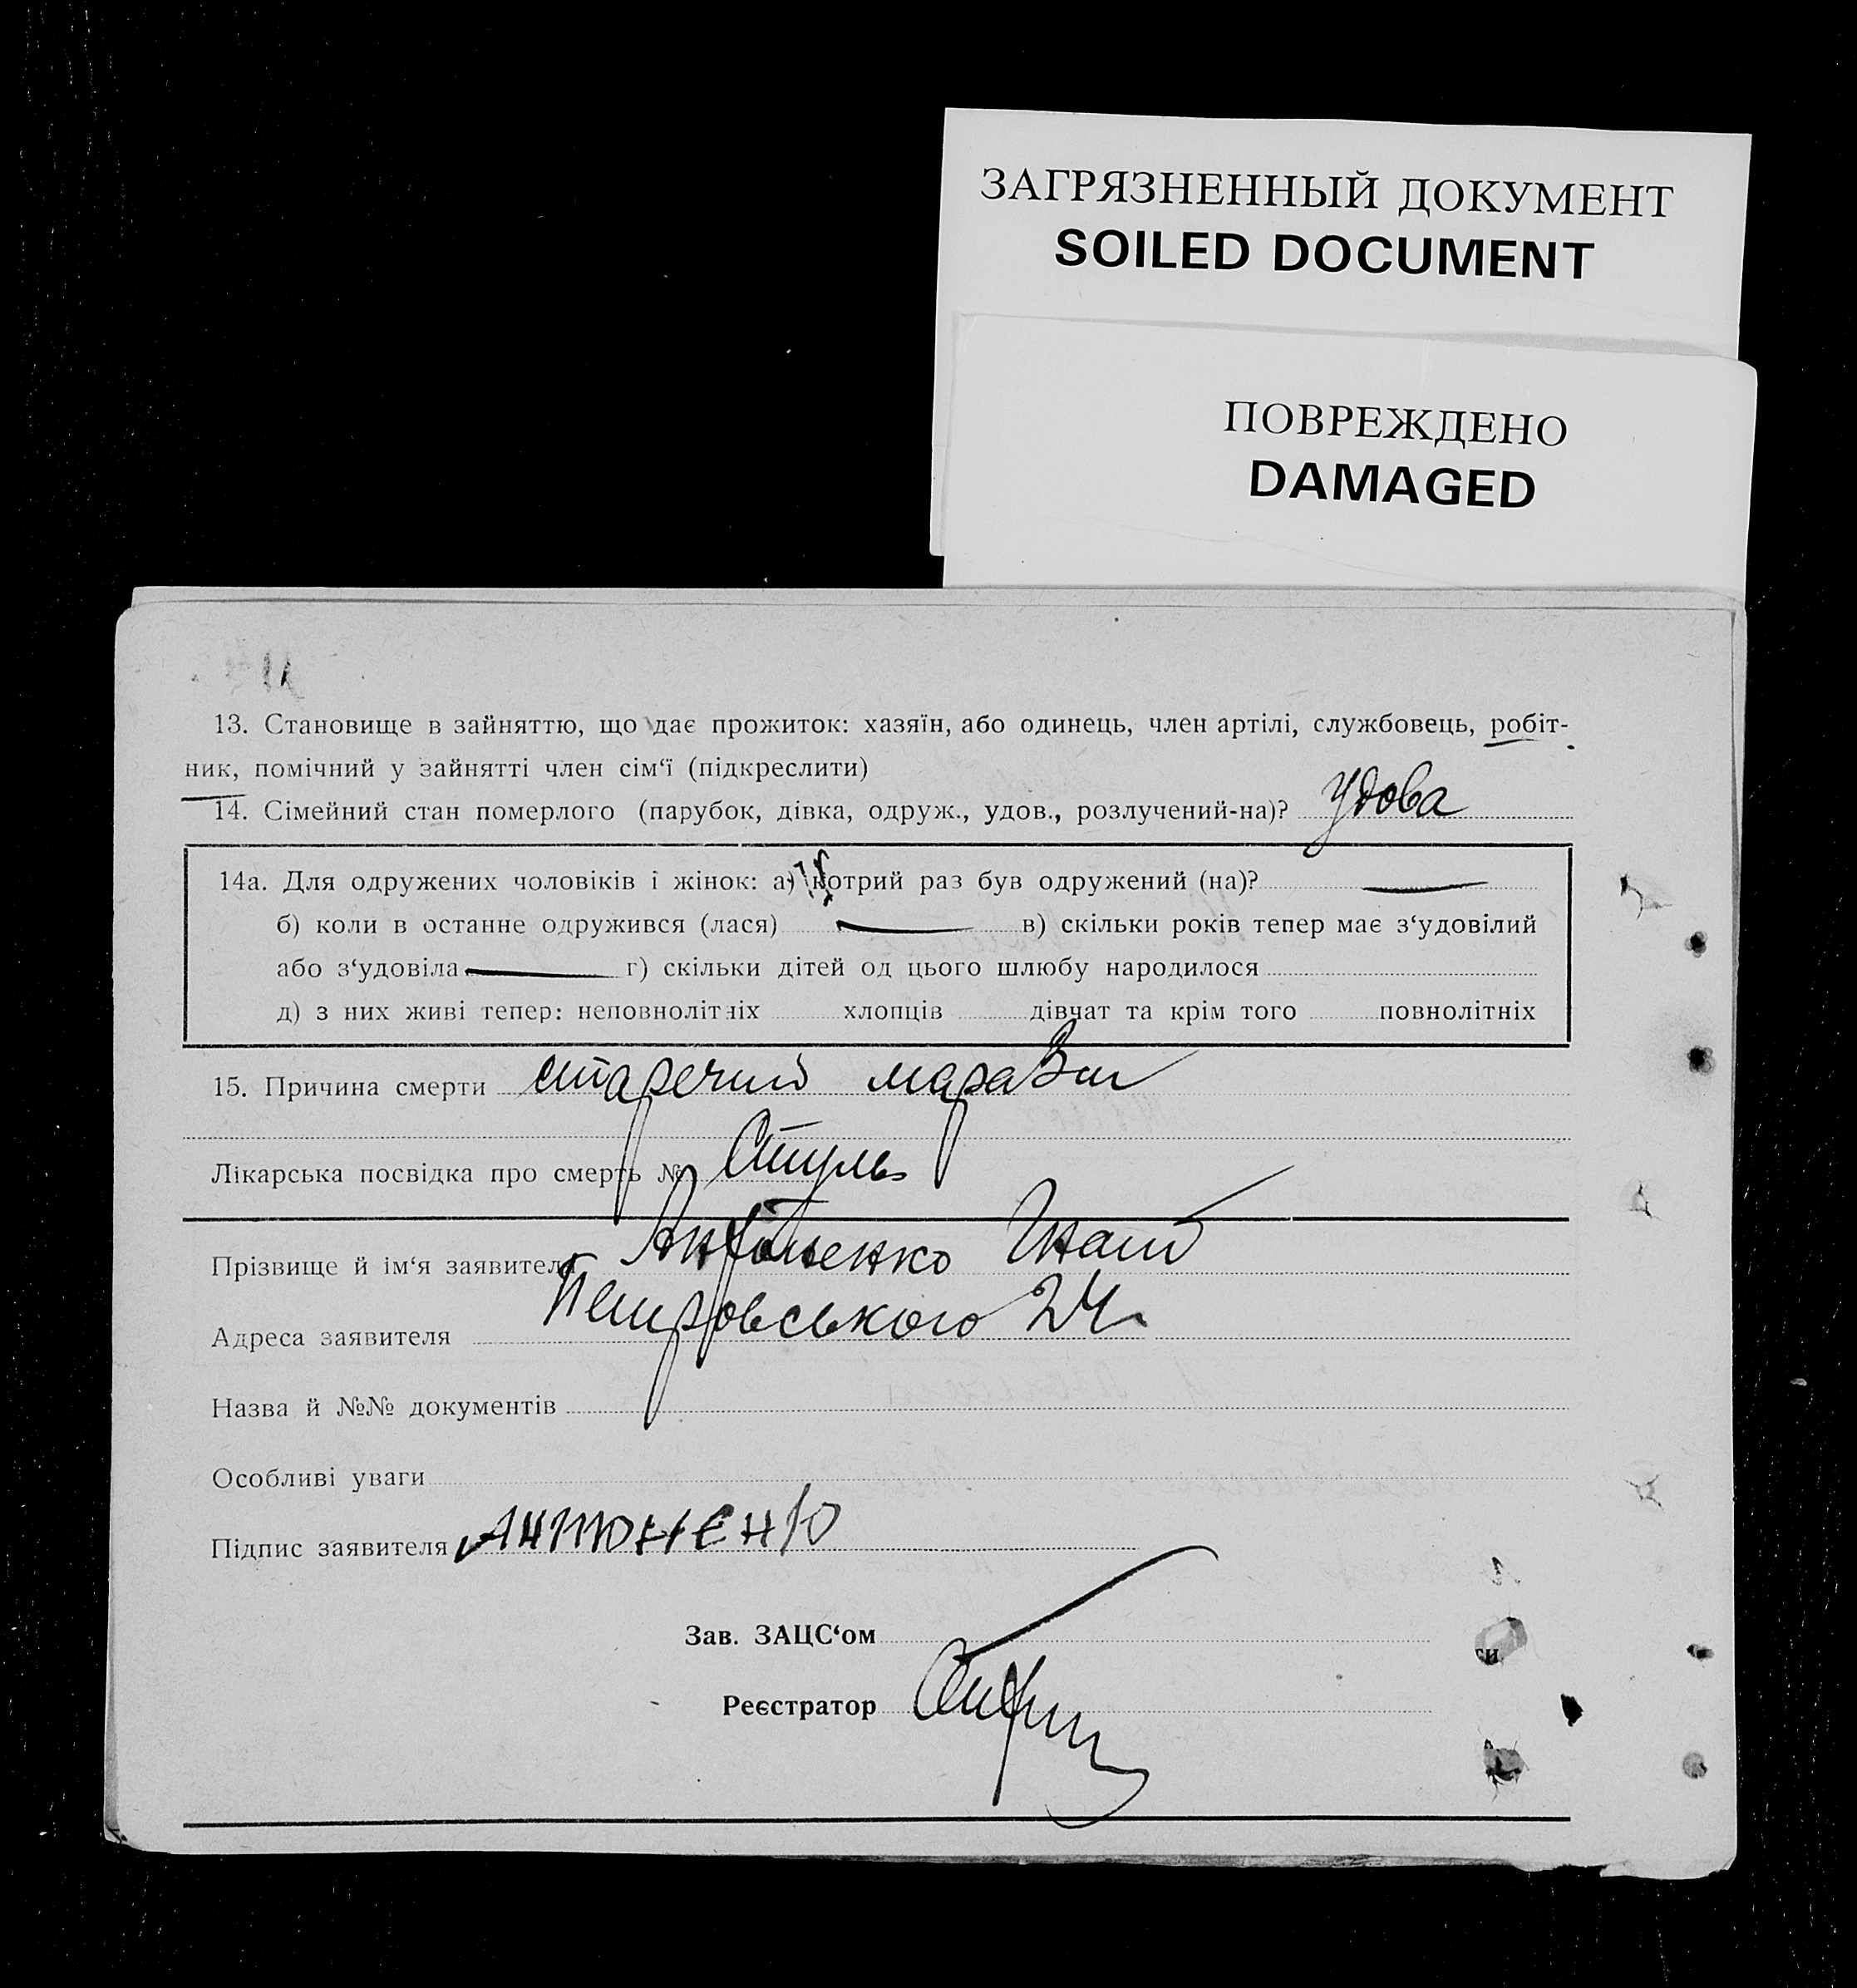 ЗАГРЯЗНЕННЫЙ ДОКУМЕНТ
SOILED DOCUMENT
ПОВРЕЖДЕНО
DAMAGED
13. Становище в зайняттю, що дає прожиток: хазяїн, або одинець, член артілі, службовець, робіт-
ник, помічний у зайнятті член сім‘ї (підкреслити)
14. Сімейний стан померлого (парубок, дівка, одруж., удов., розлучений-на)? удова
14а. Для одружених чоловіків і жінок: а) котрий раз був одружений (на)?
б) коли в останне одружився (лася) в) скільки років тепер має з‘удовілий
або з‘удовіла г) скільки дітей од цього шлюбу народилося
д) з них живі тепер: неповнолітніх хлопців дівчат та крім того повнолітніх
15. Причина смерти старечий маразм
Лікарська посвідка про смерть №
Прізвище й ім‘я заявителя Гнат
Адреса заявителя Петровського 24
Назва й №№ документів
Особливі уваги
Підпис заявителя
Зав. ЗАЦС‘ом
Реєстратор